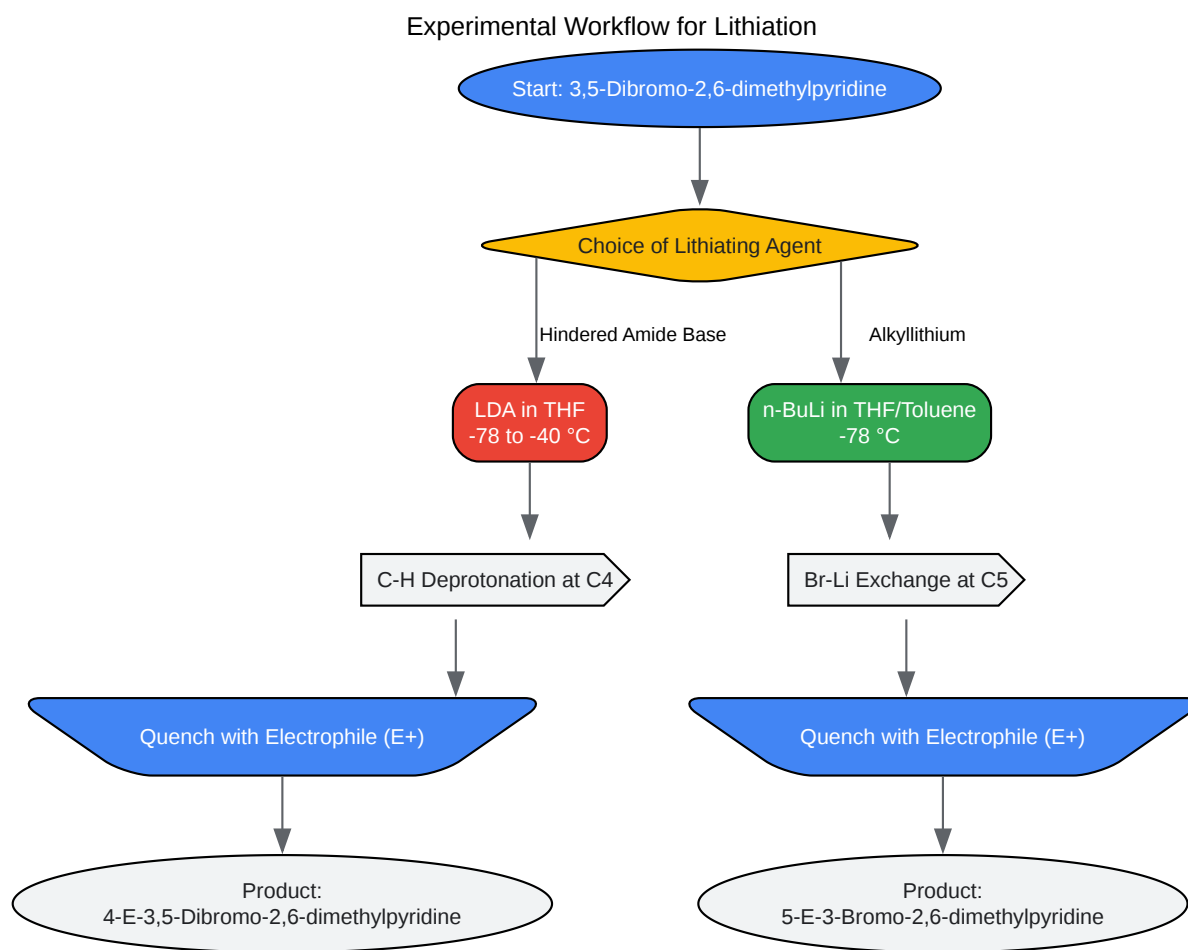 Experimental Workflow for Lithiation
Start: 3,5-Dibromo-2,6-dimethylpyridine
Choice of Lithiating Agent
Hindered Amide Base
Alkyllithium
LDA in THF
-78 to -40 °C
n-BuLi in THF/Toluene
-78 °C
C-H Deprotonation at C4
Br-Li Exchange at C5
Quench with Electrophile (E+)
Quench with Electrophile (E+)
Product:
4-E-3,5-Dibromo-2,6-dimethylpyridine
Product:
5-E-3-Bromo-2,6-dimethylpyridine